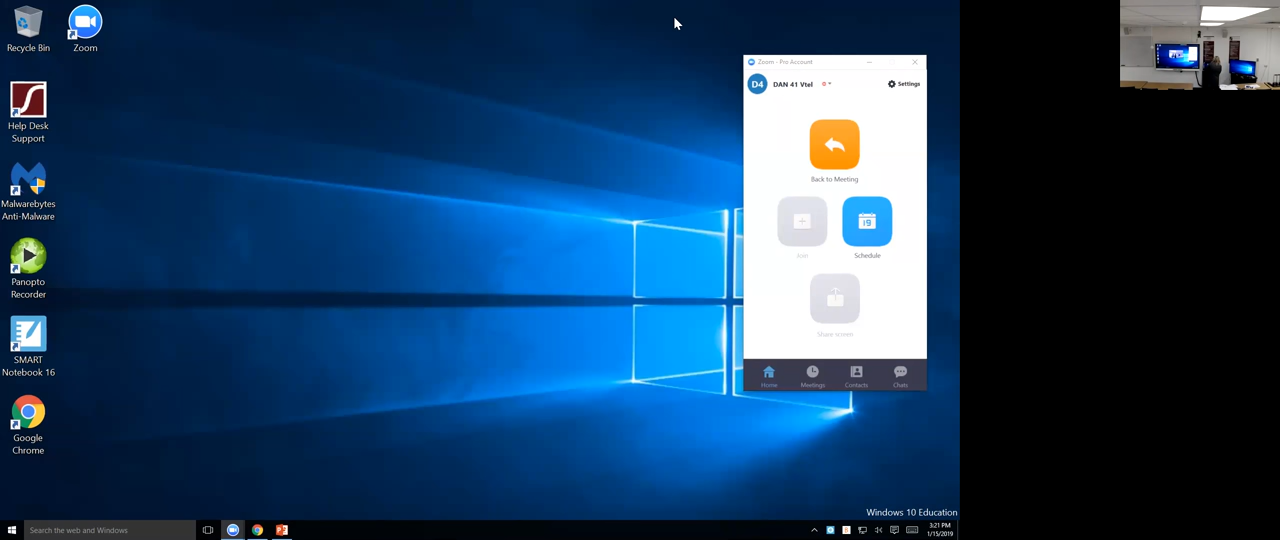 Recycle Bin
Zoom
Help Desk
Support
Malwarebytes
Anti-Malware
Panopto
Recorder
SMART
Notebook 16
Google
Chrome
Zoom - Pro Account
D4
DAN 41 Vtel
Settings
Back to Meeting
Join
19
Schedule
Share screen
Home
Meetings
Contacts
Chats
Windows 10 Education
Search the web and Windows
3:21 PM
1/15/2019